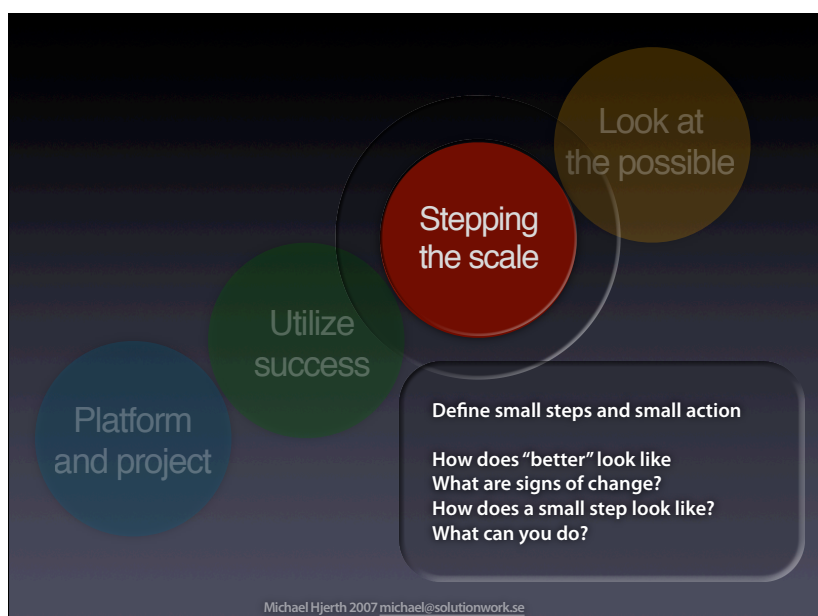 Look at
the possible
Stepping
the scale
Utilize
success
Platform
and project
Define small steps and small action
How does “better” look like
What are signs of change?
How does a small step look like?
What can you do?
Michael Hjerth 2007 michael@solutionwork.se